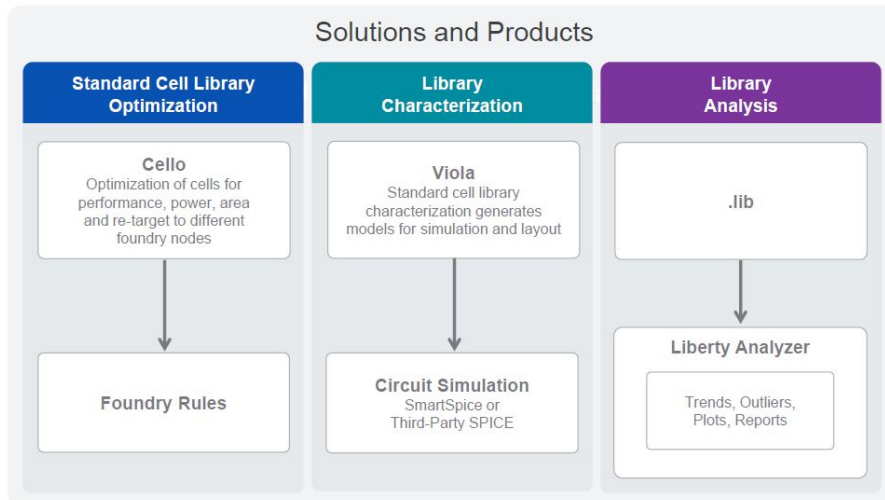 Solutions and Products
Standard Cell Library
Optimization
Cello
Optimization of cells for
performance, power, area
and re-target to different
foundry nodes
Foundry Rules
Library
Characterization
Viola
Standard cell library
characterization generates
models for simulation and layout
Circuit Simulation
SmartSpice or
Third-Party SPICE
Library
Analysis
.lib
Liberty Analyzer
Trends, Outliers,
Plots, Reports